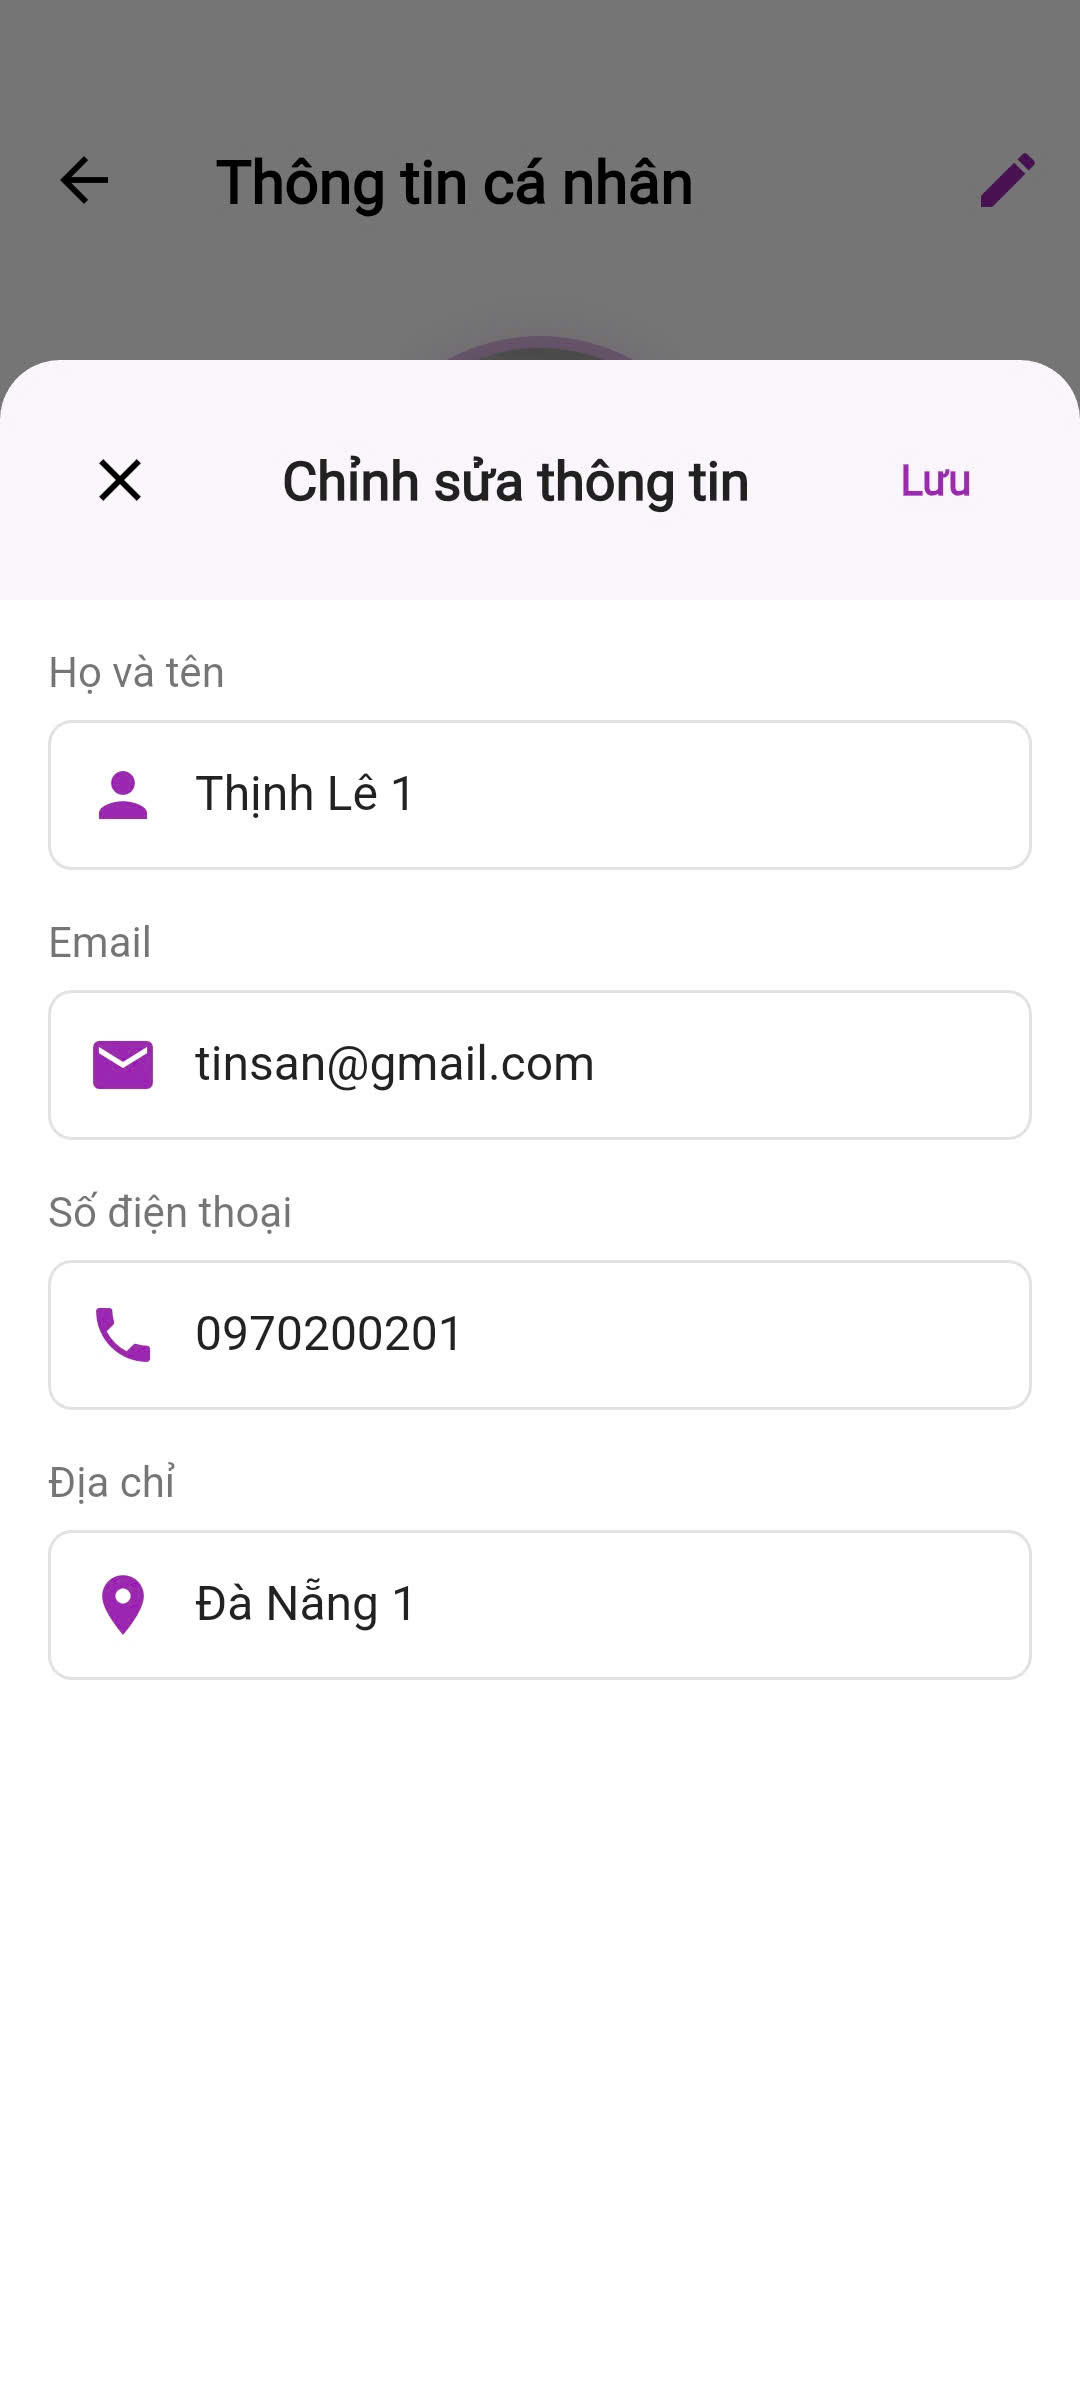 Thông tin cá nhân
Chỉnh sửa thông tin
Lưu
Họ và tên
Thịnh Lê 1
Email
tinsan@gmail.com
Số điện thoại
0970200201
Địa chỉ
Đà Nẵng 1